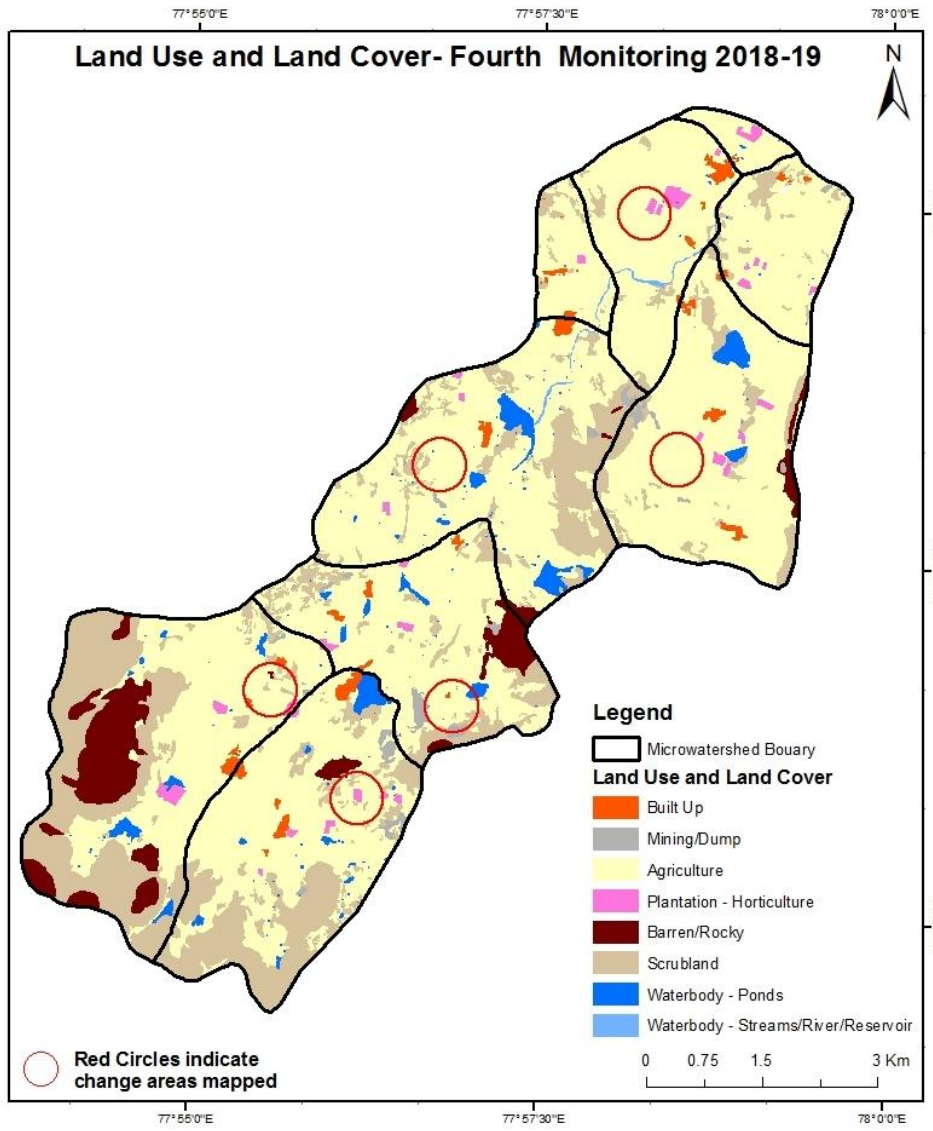 77°55'0"E
77°57'30"E
78°0'0"E
Land Use and Land Cover- Fourth Monitoring 2018-19
N
Legend
Microwatershed Bouary
Land Use and Land Cover
Built Up
Mining/Dump
Agriculture
Plantation - Horticulture
Barren/Rocky
Scrubland
Waterbody - Ponds
Waterbody - Streams/River/Reservoir
0 0.75 1.5 3 Km
Red Circles indicate
change areas mapped
77°55'0"E
77°57'30"E
78°0'0"E